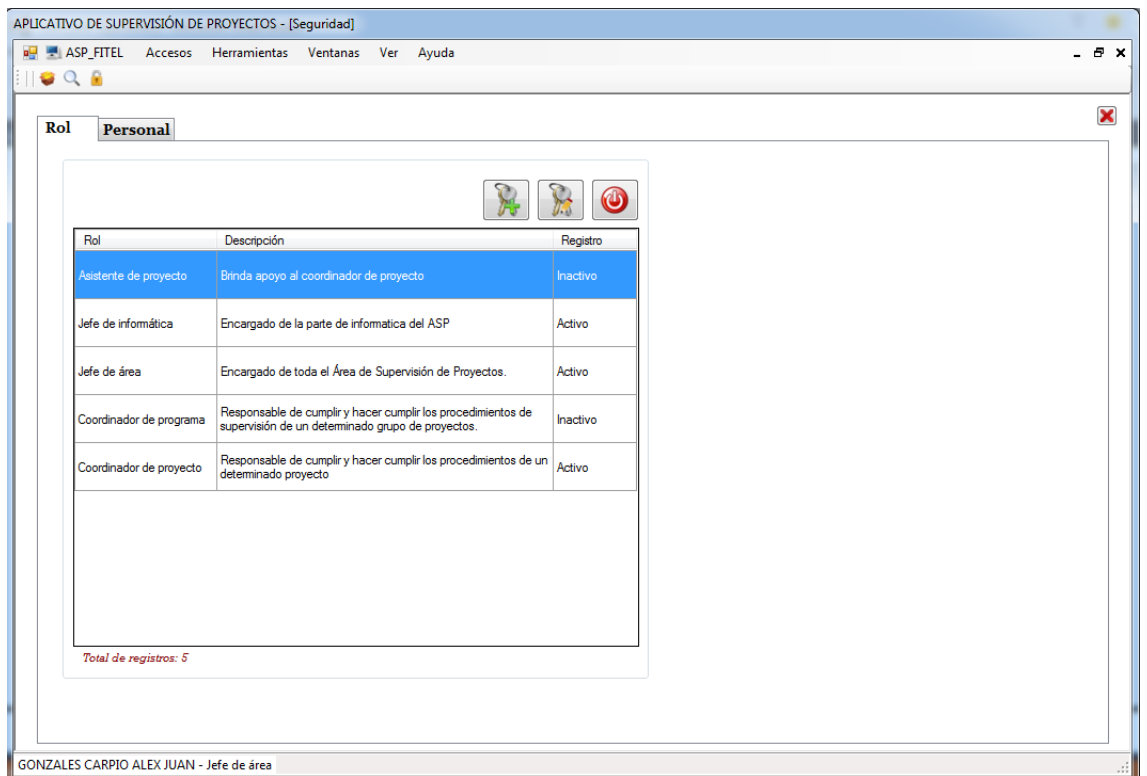 APLICATIVO DE SUPERVISIÓN DE PROYECTOS - [Seguridad]
ASP_FITEL Accesos Herramientas Ventanas Ver Ayuda
Rol Personal
Rol Descripción Registro
Asistente de proyecto Brinda apoyo al coordinador de proyecto Inactivo
Jefe de informática Encargado de la parte de informatica del ASP Activo
Jefe de área Encargado de toda el Área de Supervisión de Proyectos. Activo
Coordinador de programa Responsable de cumplir y hacer cumplir los procedimientos de supervisión de un determinado grupo de proyectos. Inactivo
Coordinador de proyecto Responsable de cumplir y hacer cumplir los procedimientos de un determinado proyecto Activo
Total de registros: 5
GONZALES CARPIO ALEX JUAN - Jefe de área